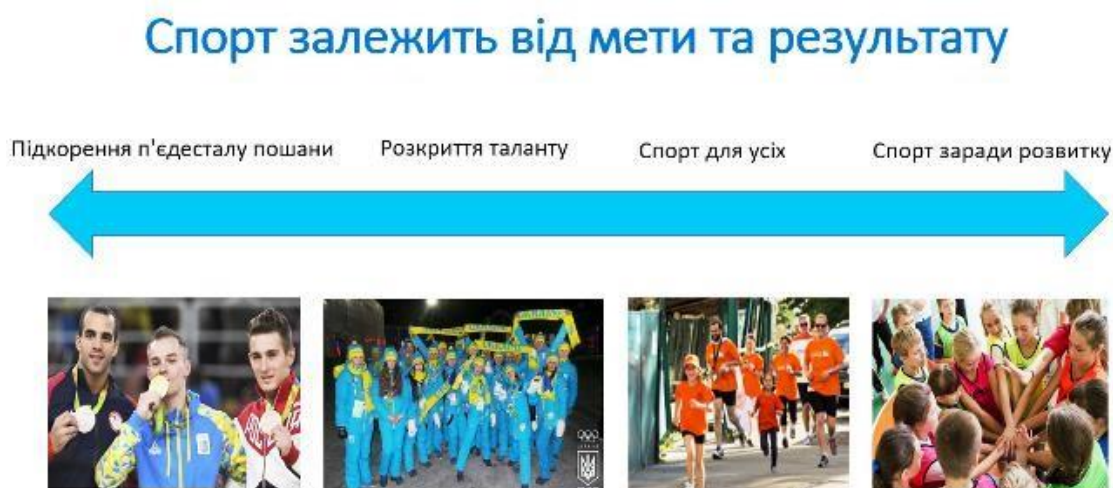 Спорт залежить від мети та результату
Підкорення п'єдесталу пошани
Розкриття таланту
Спорт для усіх
Спорт заради розвитку